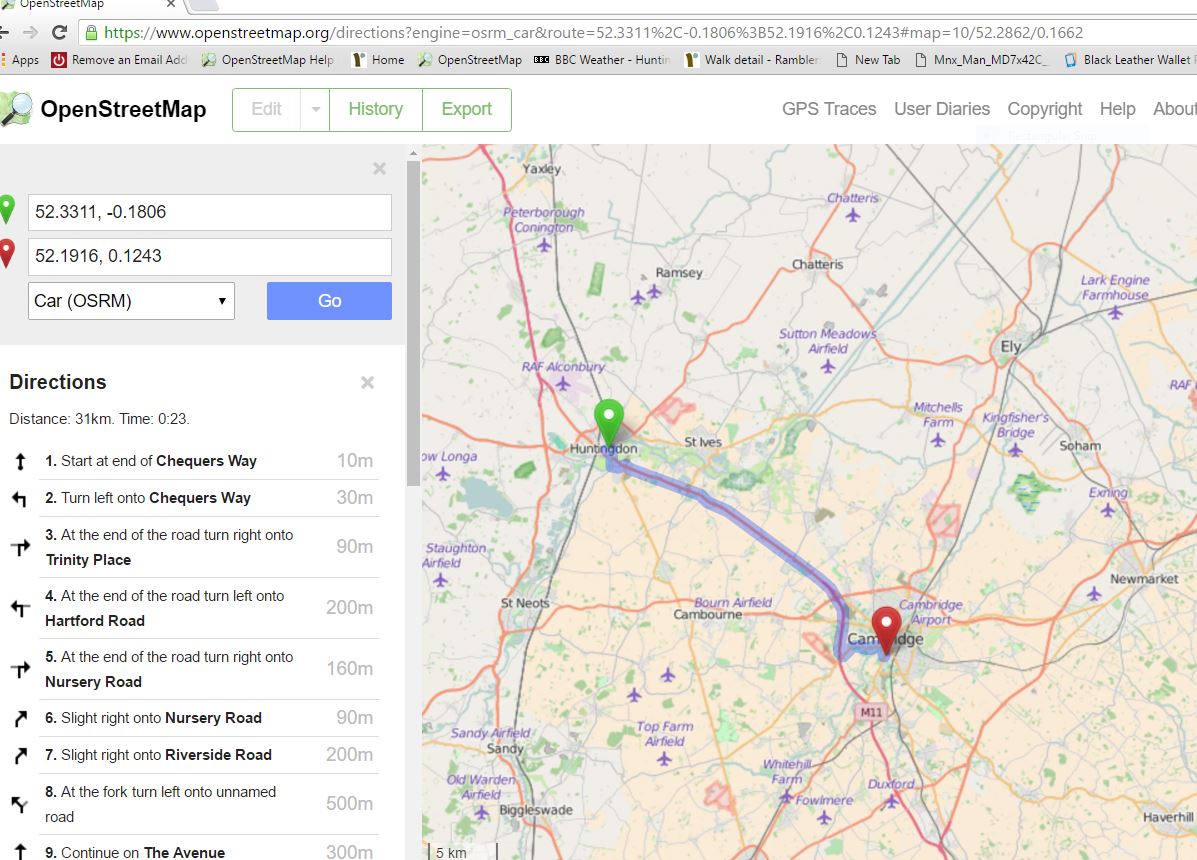 OpenStreetMap
https://www.openstreetmap.org/directions?engine=osrm_car&route=52.3311%2C-0.1806%3B52.1916%2C0.1243#map=10/52.2862/0.1662
Apps Remove an Email Add OpenStreetMap Help Home OpenStreetMap BBC BBC Weather - Huntin Walk detail - Rambler New Tab Mnx_Man_MD7x42C_ Black Leather Wallet
OpenStreetMap Edit History Export GPS Traces User Diaries Copyright Help About
Rectangular Snip
52.3311, -0.1806
52.1916, 0.1243
Car (OSRM) Go
Directions
Distance: 31km. Time: 0:23.
1. Start at end of Chequers Way 10m
2. Turn left onto Chequers Way 30m
3. At the end of the road turn right onto
Trinity Place 90m
4. At the end of the road turn left onto
Hartford Road 200m
5. At the end of the road turn right onto
Nursery Road 160m
6. Slight right onto Nursery Road 90m
7. Slight right onto Riverside Road 200m
8. At the fork turn left onto unnamed
road 500m
9. Continue on The Avenue 300m
Yaxley
Peterborough
Conington
Chatteris
Ramsey
Chatteris
Lark Engine
Farmhouse
Sutton Meadows
Airfield
Ely
RAF Alconbury
RAF
Mitchells
Farm
Kingfisher's
Bridge
Huntingdon
St Ives
Soham
ow Longa
Exning
Staughton
Airfield
Newmarket
St Neots
Bourn Airfield
Cambourne
Cambridge
Airport
Cambridge
M11
Top Farm
Airfield
Sandy Airfield
Sandy
Whitehill
Farm
Old Warden
Airfield
Duxford
Fowlmere
Biggleswade
Haverhill
5 km